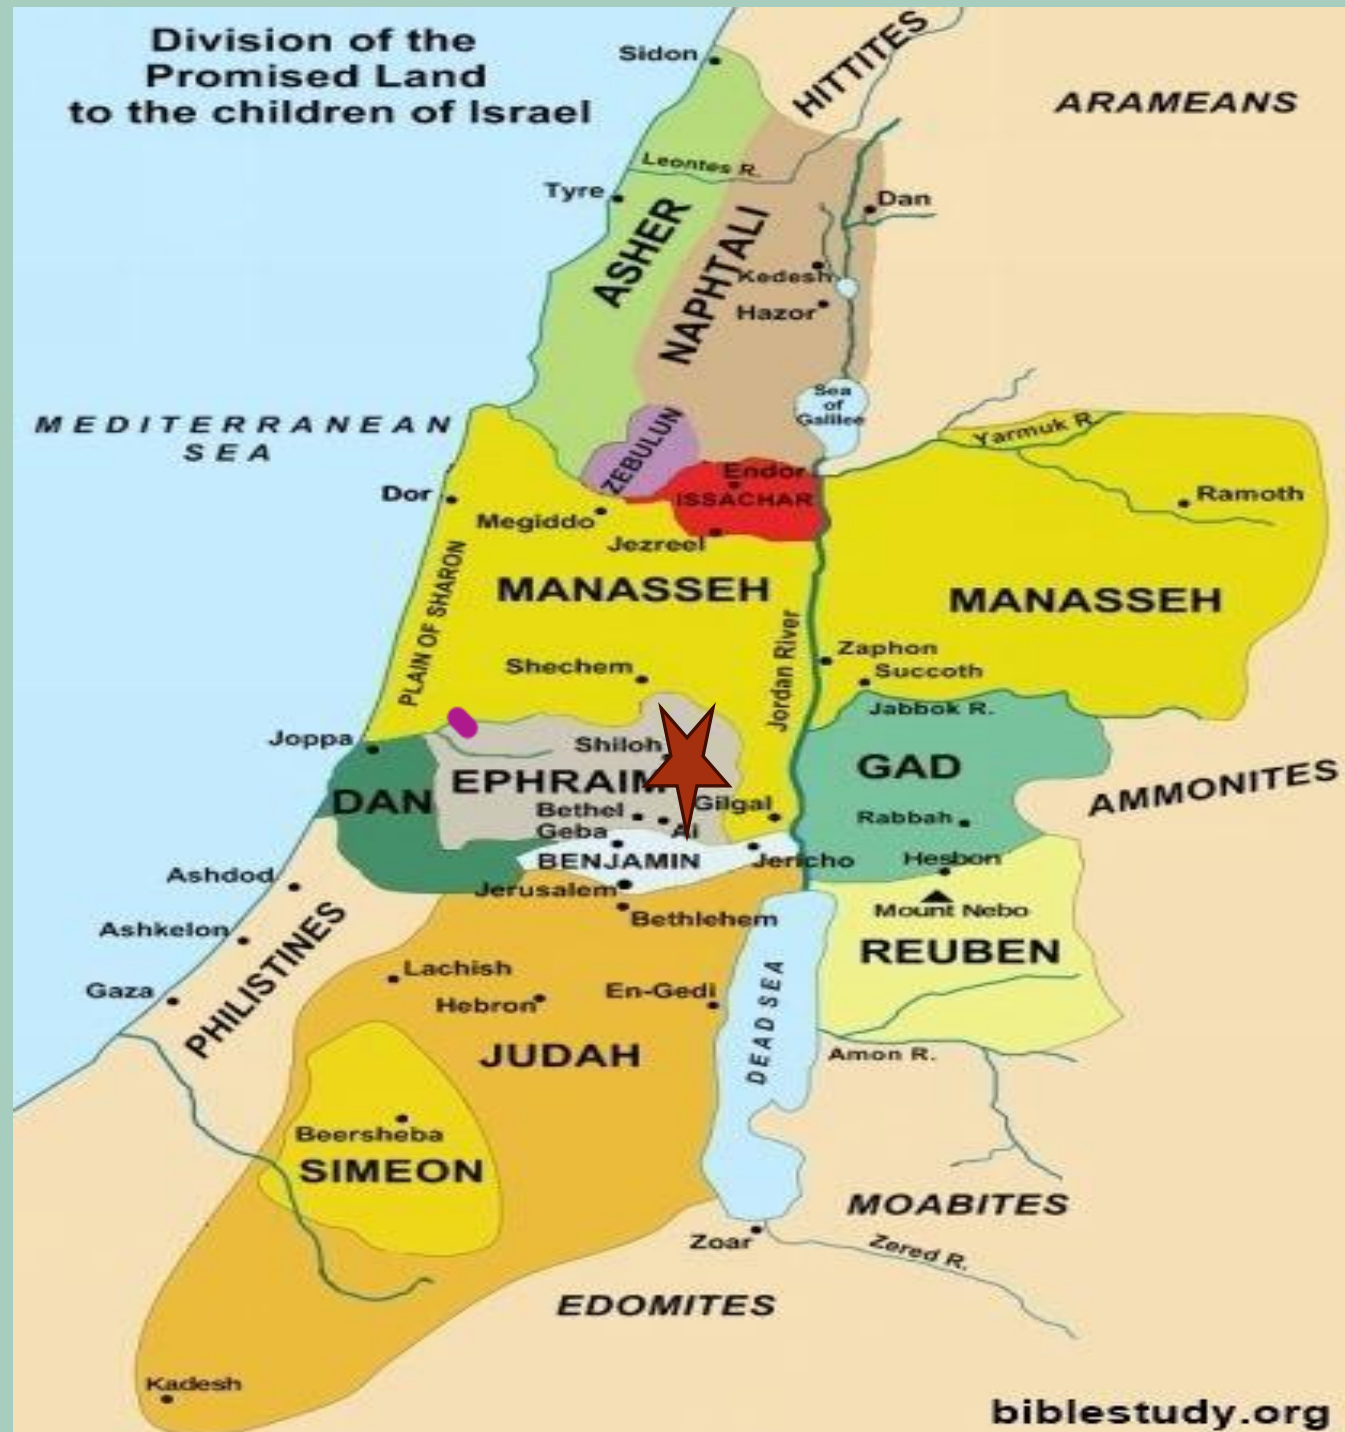 Division of the
Promised Land
to the children of Israel
Sidon
HITTITES
ARAMEANS
Leontes R.
Tyre
Dan
ASHER
NAPHTALI
Kedesh
Hazor
Sea
of
Galilee
MEDITERRANEAN
SEA
Yarmuk R.
ZEBULUN
Endor
ISSACHAR
Dor
Ramoth
Megiddo
Jezreel
PLAIN OF SHARON
MANASSEH
MANASSEH
Jordan River
Zaphon
Shechem
Succoth
Jabbok R.
Joppa
Shiloh
GAD
EPHRAIM
AMMONITES
DAN
Bethel
Gilgal
Rabbah
Geba
Ai
BENJAMIN
Jericho
Hesbon
Ashdod
Jerusalem
Mount Nebo
Bethlehem
Ashkelon
PHILISTINES
REUBEN
Lachish
Gaza
Hebron
En-Gedi
DEAD SEA
JUDAH
Amon R.
Beersheba
SIMEON
MOABITES
Zoar
Zered R.
EDOMITES
Kadesh
biblestudy.org